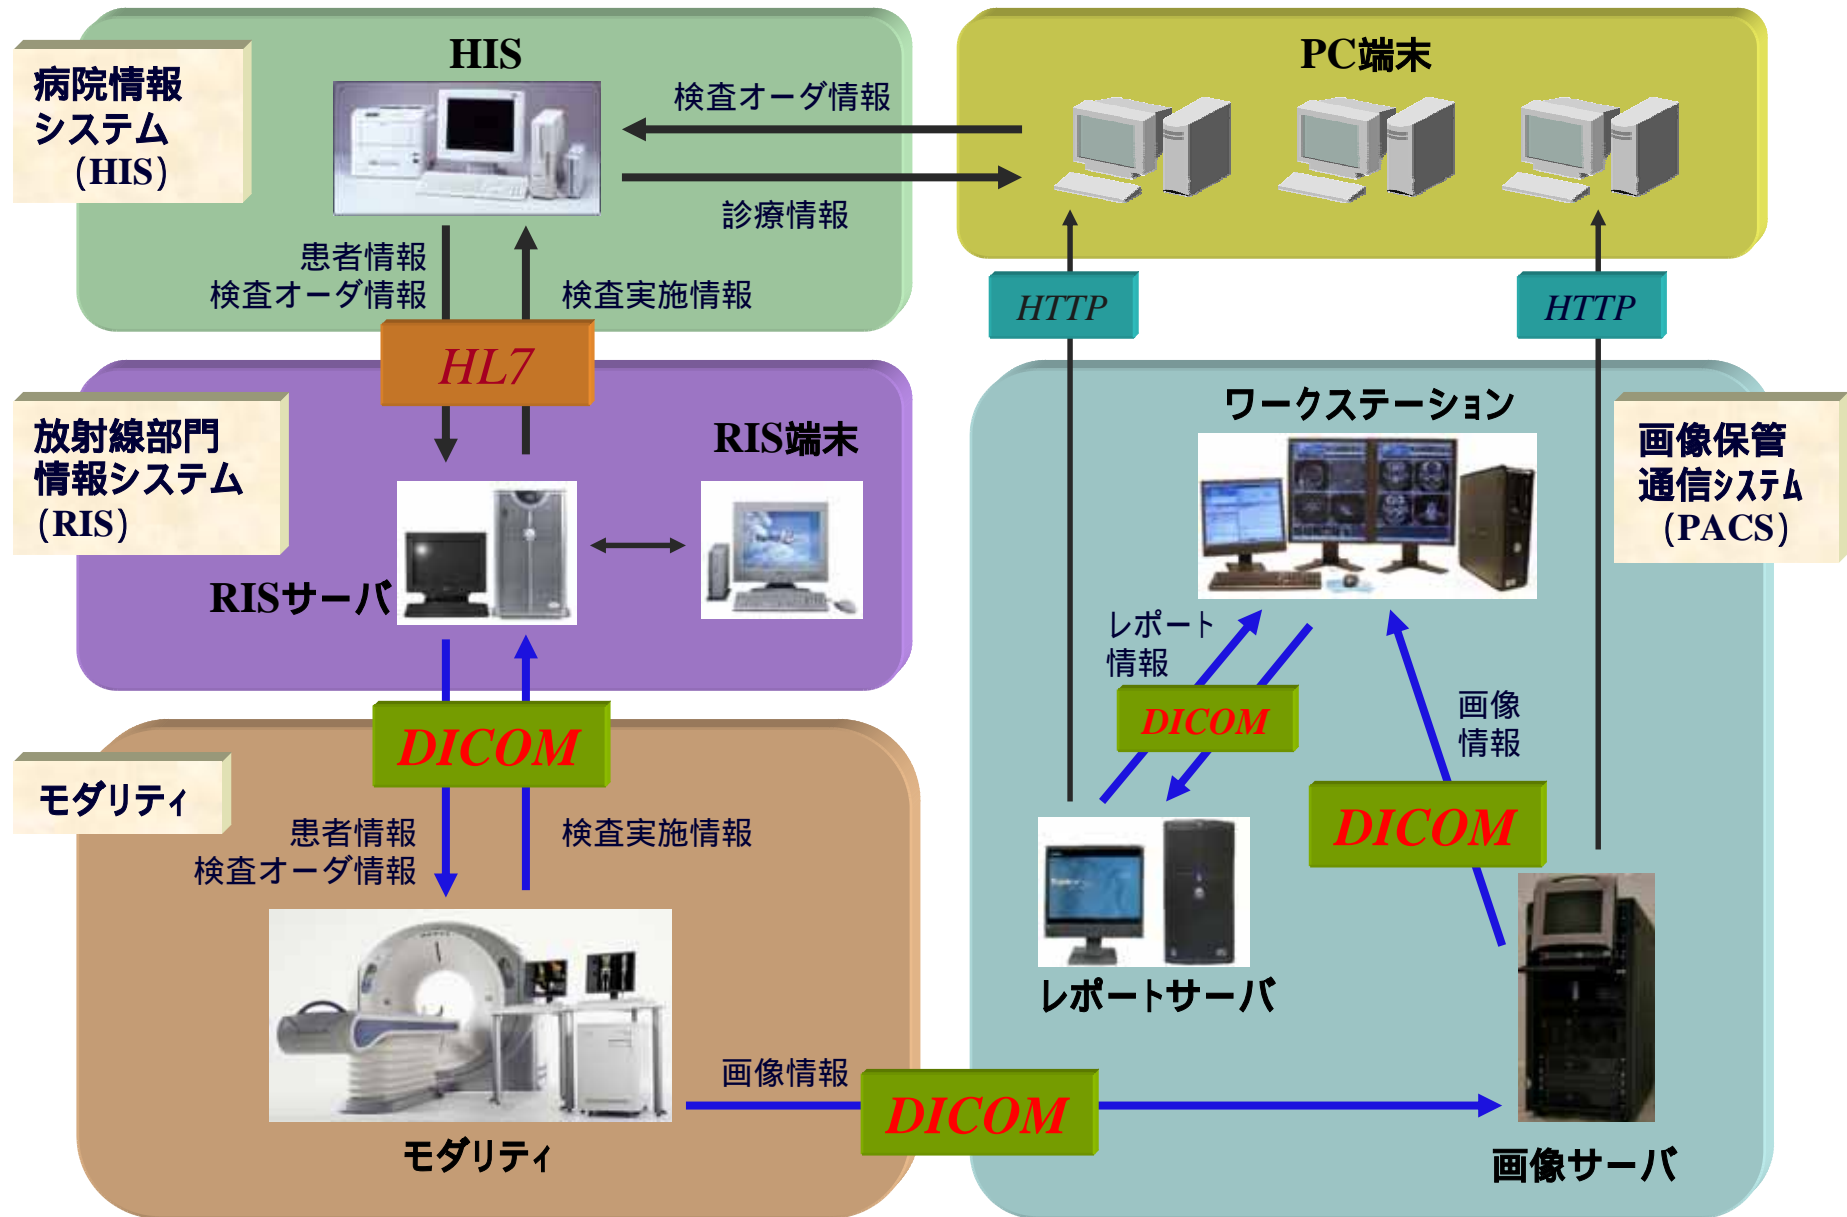 HIS
病院情報
システム
（HIS）
検査オーダ情報
診療情報
PC端末
患者情報
検査オーダ情報
検査実施情報
HL7
HTTP
HTTP
放射線部門
情報システム
（RIS）
RIS端末
RISサーバ
ワークステーション
画像保管
通信システム
（PACS）
レポート
情報
DICOM
画像
情報
DICOM
DICOM
モダリティ
患者情報
検査オーダ情報
検査実施情報
レポートサーバ
画像情報
DICOM
モダリティ
画像サーバ